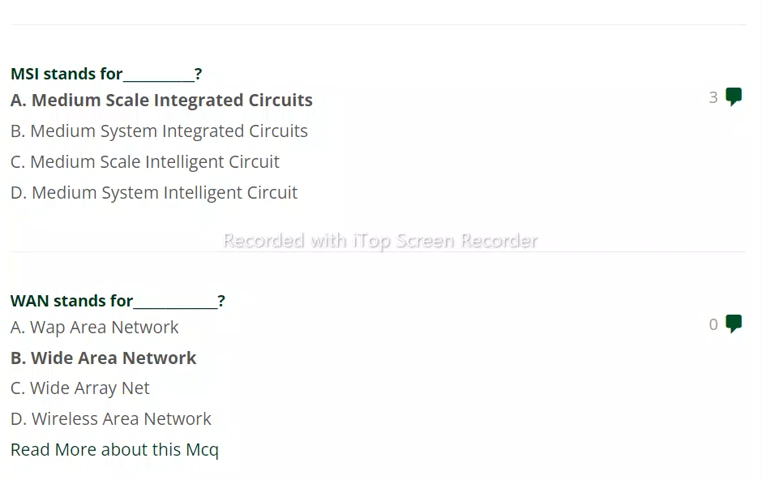 MSI stands for__________?
A. Medium Scale Integrated Circuits
3
B. Medium System Integrated Circuits
C. Medium Scale Intelligent Circuit
D. Medium System Intelligent Circuit
Recorded with iTop Screen Recorder
WAN stands for____________?
A. Wap Area Network
0
B. Wide Area Network
C. Wide Array Net
D. Wireless Area Network
Read More about this Mcq